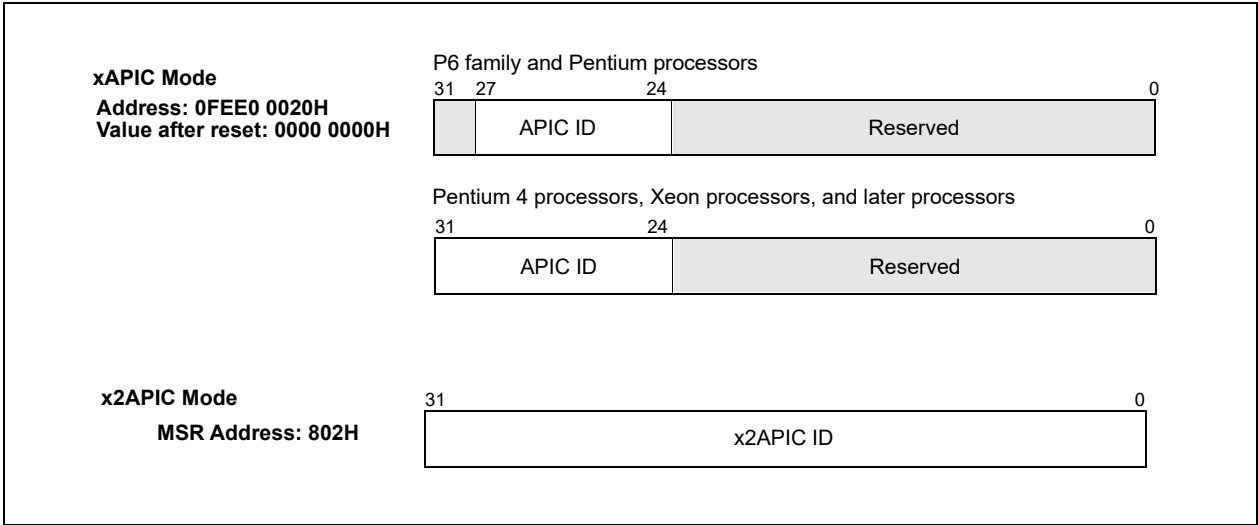 P6 family and Pentium processors
xAPIC Mode
31 27 24 0
Address: 0FEE0 0020H
Value after reset: 0000 0000H
APIC ID Reserved
Pentium 4 processors, Xeon processors, and later processors
31 24 0
APIC ID Reserved
x2APIC Mode
31 0
MSR Address: 802H
x2APIC ID